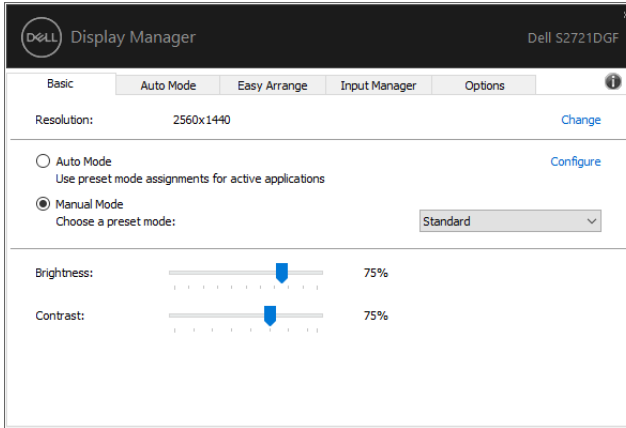 DELL Display Manager Dell S2721DGF
Basic Auto Mode Easy Arrange Input Manager Options
Resolution: 2560x1440 Change
Auto Mode Configure
Use preset mode assignments for active applications
Manual Mode
Choose a preset mode: Standard
Brightness: 75%
Contrast: 75%